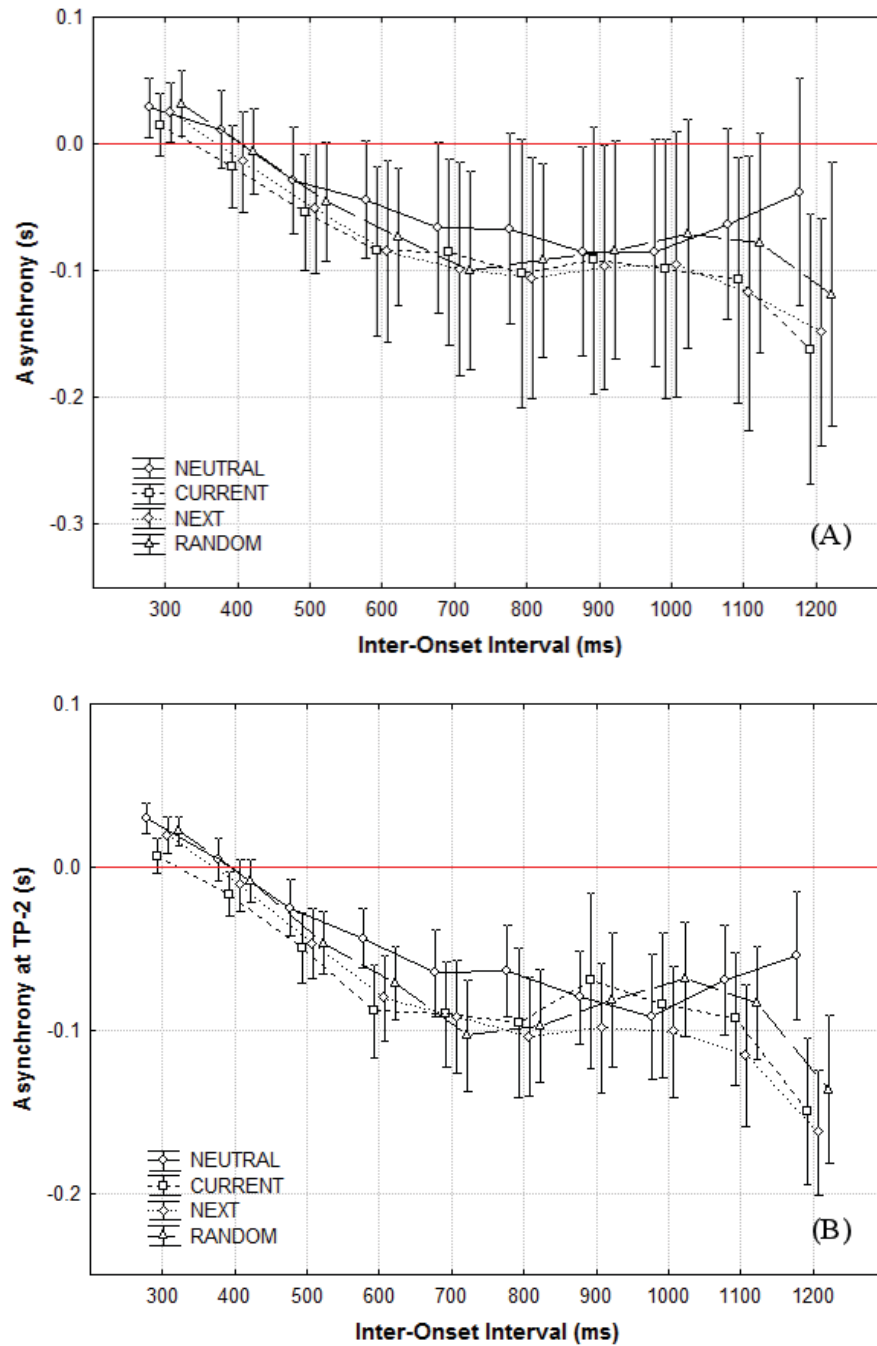 0.1
0.0
-0.1
-0.2
-0.3
Asynchrony (s)
NEUTRAL
CURRENT
NEXT
RANDOM
(A)
300 400 500 600 700 800 900 1000 1100 1200
Inter-Onset Interval (ms)
0.1
0.0
-0.1
-0.2
Asynchrony at TP-2 (s)
NEUTRAL
CURRENT
NEXT
RANDOM
(B)
300 400 500 600 700 800 900 1000 1100 1200
Inter-Onset Interval (ms)